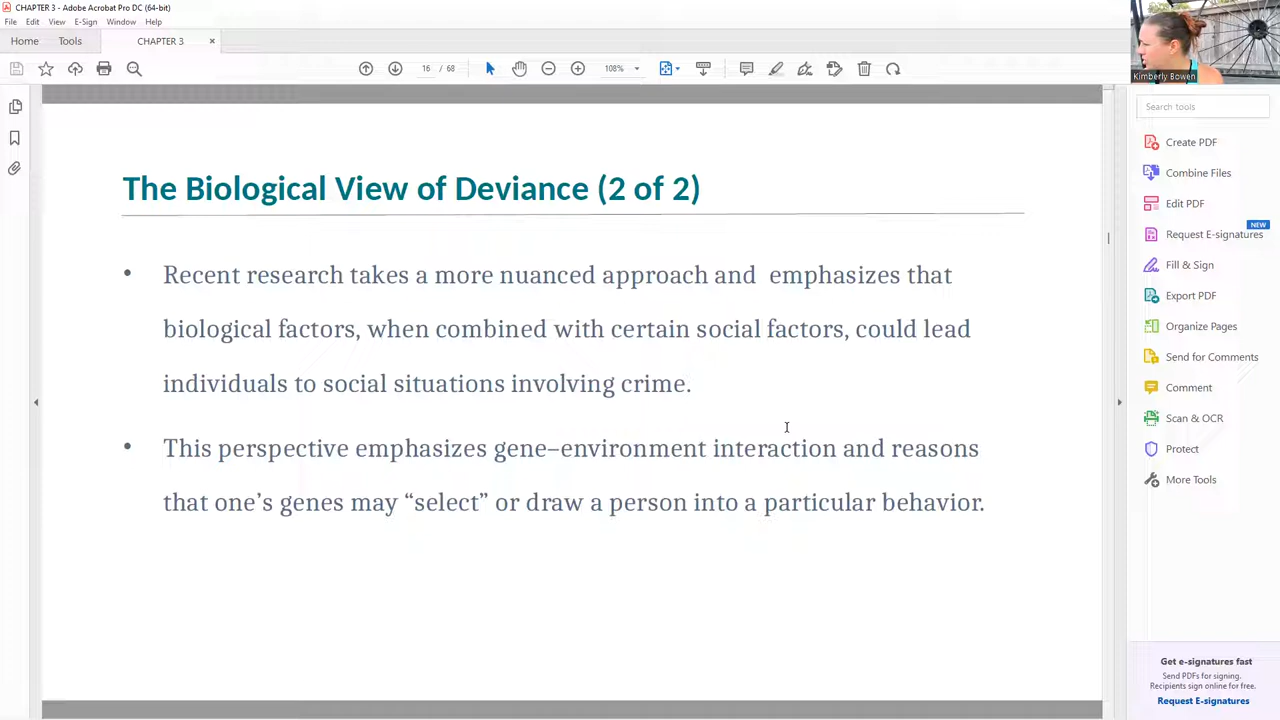 CHAPTER 3 - Adobe Acrobat Pro DC (64-bit)
File Edit View E-Sign Window Help
Home Tools CHAPTER 3 ×
16 68 108%
Kimberly Bowen
The Biological View of Deviance (2 of 2)
• Recent research takes a more nuanced approach and emphasizes that
biological factors, when combined with certain social factors, could lead
individuals to social situations involving crime.
• This perspective emphasizes gene–environment interaction and reasons
that one’s genes may “select” or draw a person into a particular behavior.
Search tools
Create PDF
Combine Files
Edit PDF
NEW
Request E-signatures
Fill & Sign
Export PDF
Organize Pages
Send for Comments
Comment
Scan & OCR
Protect
More Tools
Get e-signatures fast
Send PDFs for signing.
Recipients sign online for free.
Request E-signatures